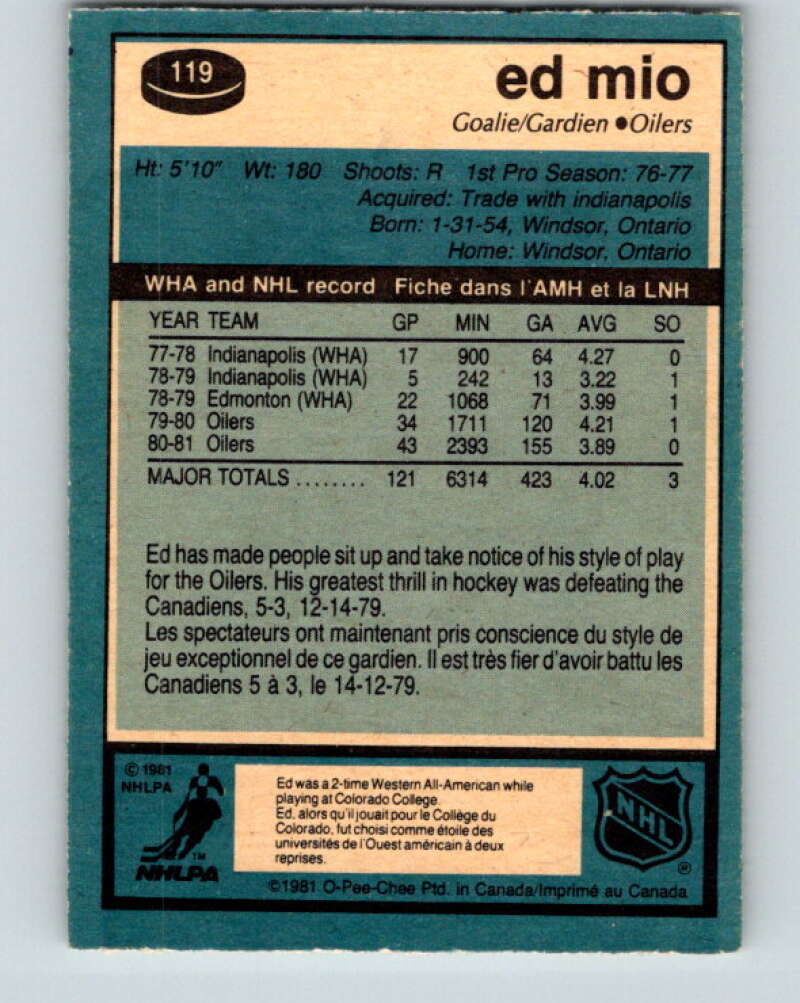 119
ed mio
Goalie/Gardien ●Oilers
Ht: 5'10" Wt: 180 Shoots: R 1st Pro Season: 76-77
Acquired: Trade with indianapolis
Born: 1-31-54, Windsor, Ontario
Home: Windsor, Ontario
WHA and NHL record Fiche dans l'AMH et la LNH
YEAR TEAM GP MIN GA AVG SO
77-78 Indianapolis (WHA) 17 900 64 4.27 0
78-79 Indianapolis (WHA) 5 242 13 3.22 1
78-79 Edmonton (WHA) 22 1068 71 3.99 1
79-80 Oilers 34 1711 120 4.21 1
80-81 Oilers 43 2393 155 3.89 0
MAJOR TOTALS ........ 121 6314 423 4.02 3
Ed has made people sit up and take notice of his style of play
for the Oilers. His greatest thrill in hockey was defeating the
Canadiens, 5-3, 12-14-79.
Les spectateurs ont maintenant pris conscience du style de
jeu exceptionnel de ce gardien. Il est très fier d'avoir battu les
Canadiens 5 à 3, le 14-12-79.
© 1981
NHLPA
TM
NHLPA
Ed was a 2-time Western All-American while
playing at Colorado College.
Ed, alors qu'il jouait pour le Collège du
Colorado, fut choisi comme étoile des
universités de l'Ouest américain à deux
reprises.
NHL
®
©1981 O-Pee-Chee Ptd. in Canada/Imprimé au Canada